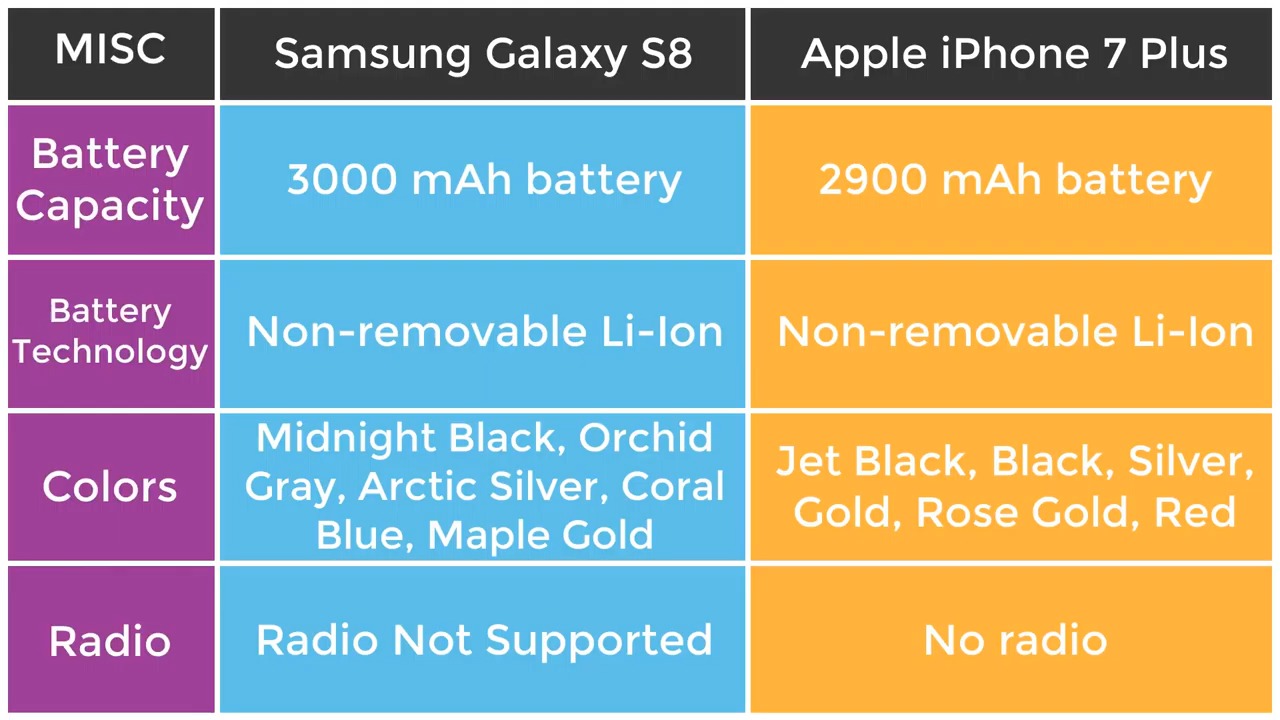 MISC
Samsung Galaxy S8
Apple iPhone 7 Plus
Battery
Capacity
3000 mAh battery
2900 mAh battery
Battery
Technology
Non-removable Li-Ion
Non-removable Li-Ion
Colors
Midnight Black, Orchid
Gray, Arctic Silver, Coral
Blue, Maple Gold
Jet Black, Black, Silver,
Gold, Rose Gold, Red
Radio
Radio Not Supported
No radio